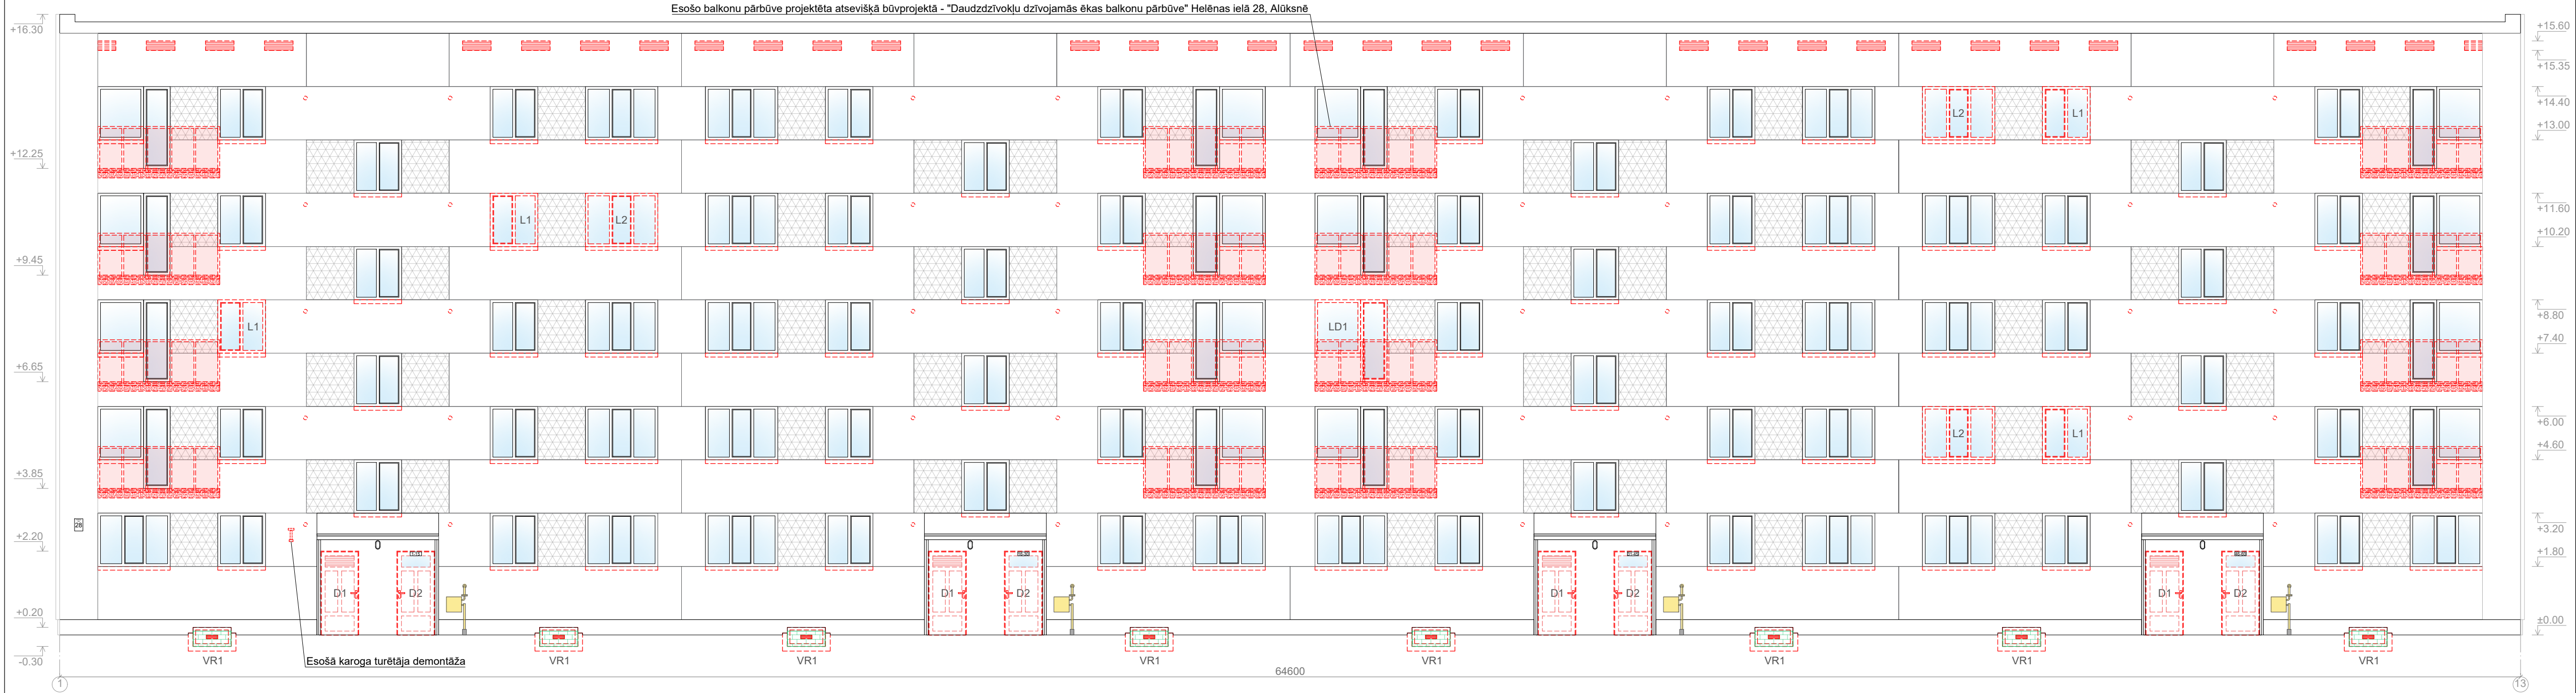 Esošo balkonu pārbūve projektēta atsevišķā būvprojektā - "Daudzdzīvokļu dzīvojamās ēkas balkonu pārbūve" Helēnas ielā 28, Alūksnē
+16.30
+15.60
+15.35
+14.40
L2
L1
+13.00
+12.25
+11.60
L1
L2
+10.20
+9.45
+8.80
L1
LD1
+7.40
+6.65
+6.00
L2
L1
+4.60
+3.85
28
+3.20
+2.20
+1.80
D1
D2
D1
D2
D1
D2
D1
D2
+0.20
±0.00
-0.30
VR1
Esošā karoga turētāja demontāža
VR1
VR1
VR1
VR1
VR1
VR1
VR1
64600
1
13